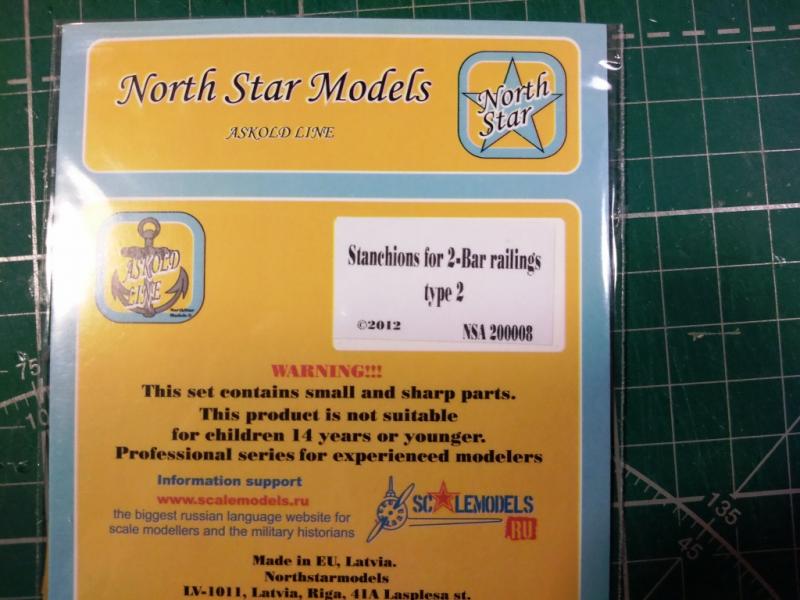 North Star Models
ASKOLD LINE
North
Star
ASKOLD
LINE
Stanchions for 2-Bar railings
type 2
©2012 NSA 200008
WARNING!!!
This set contains small and sharp parts.
This product is not suitable
for children 14 years or younger.
Professional series for experienced modelers
Information support
www.scalemodels.ru
the biggest russian language website for
scale modellers and the military historians
SCALEMODELS
RU
Made in EU, Latvia.
Northstarmodels
LV-1011, Latvia, Riga, 41A Lasplesa st.
75
10
135
45